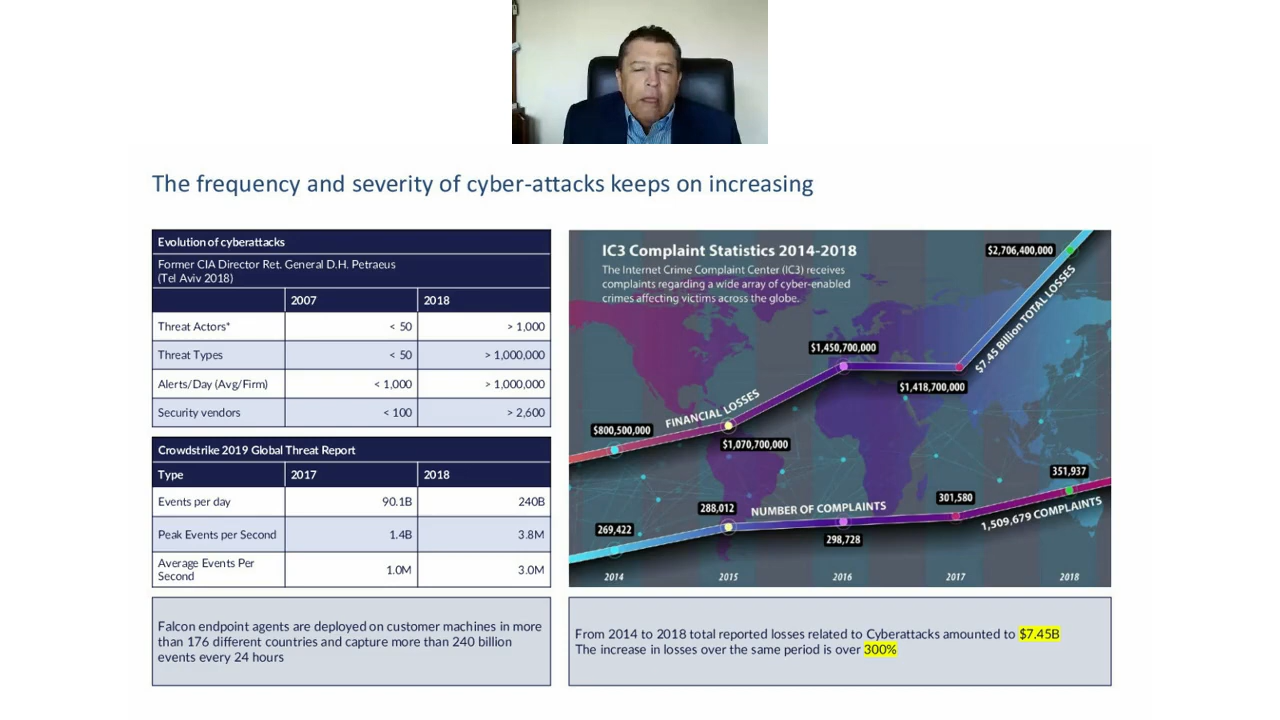 The frequency and severity of cyber-attacks keeps on increasing
Evolution of cyberattacks
Former CIA Director Ret. General D.H. Petraeus
(Tel Aviv 2018)
2007 2018
Threat Actors* < 50 > 1,000
Threat Types < 50 > 1,000,000
Alerts/Day (Avg/Firm) < 1,000 > 1,000,000
Security vendors < 100 > 2,600
Crowdstrike 2019 Global Threat Report
Type 2017 2018
Events per day 90.1B 240B
Peak Events per Second 1.4B 3.8M
Average Events Per
Second 1.0M 3.0M
Falcon endpoint agents are deployed on customer machines in more
than 176 different countries and capture more than 240 billion
events every 24 hours
IC3 Complaint Statistics 2014-2018
The Internet Crime Complaint Center (IC3) receives
complaints regarding a wide array of cyber-enabled
crimes affecting victims across the globe.
$2,706,400,000
$7.45 Billion TOTAL LOSSES
$1,450,700,000
$1,418,700,000
FINANCIAL LOSSES
$800,500,000
$1,070,700,000
351,937
301,580
288,012
NUMBER OF COMPLAINTS
1,509,679 COMPLAINTS
269,422
298,728
2014 2015 2016 2017 2018
From 2014 to 2018 total reported losses related to Cyberattacks amounted to $7.45B
The increase in losses over the same period is over 300%